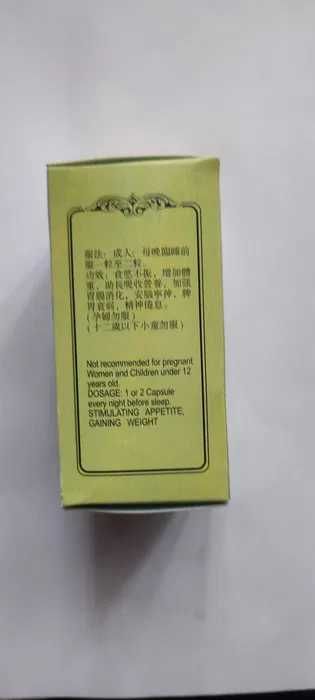 服法：成人：每晚臨睡前
服一粒至二粒。
功效：食慾不振，增加體
重，助長吸收營養，加强
胃腸消化，安腦寧神，脾
胃衰弱，精神倦怠。
(孕婦勿服)
(十二歲以下小童勿服)
Not recommended for pregnant
Women and Children under 12
years old.
DOSAGE: 1 or 2 Capsule
every night before sleep.
STIMULATING APPETITE,
GAINING WEIGHT